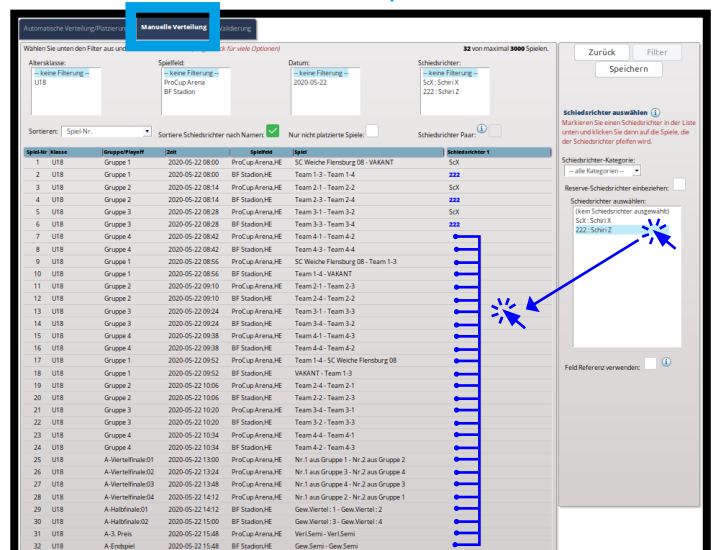 Automatische Verteilung/Platzierung Manuelle Verteilung Validierung
Wählen Sie unten den Filter aus und für viele Optionen) 32 von maximal 3000 Spielen.
Altersklasse: Spielfeld: Datum: Schiedsrichter:
-- keine Filterung -- -- keine Filterung -- 2020-05-22 -- keine Filterung --
U18 ProCup Arena ScX : Schiri X
BF Stadion 222 : Schiri Z
Sortieren: Spiel-Nr. Sortiere Schiedsrichter nach Namen: Nur nicht platzierte Spiele: Schiedsrichter Paar:
Spiel-Nr Klasse Gruppe/Playoff Zeit Spielfeld Spiel Schiedsrichter 1
1 U18 Gruppe 1 2020-05-22 08:00 ProCup Arena,HE SC Weiche Flensburg 08 - VAKANT ScX
2 U18 Gruppe 1 2020-05-22 08:00 BF Stadion,HE Team 1-3 - Team 1-4 222
3 U18 Gruppe 2 2020-05-22 08:14 ProCup Arena,HE Team 2-1 - Team 2-2 ScX
4 U18 Gruppe 2 2020-05-22 08:14 BF Stadion,HE Team 2-3 - Team 2-4 222
5 U18 Gruppe 3 2020-05-22 08:28 ProCup Arena,HE Team 3-1 - Team 3-2 ScX
6 U18 Gruppe 3 2020-05-22 08:28 BF Stadion,HE Team 3-3 - Team 3-4 222
7 U18 Gruppe 4 2020-05-22 08:42 ProCup Arena,HE Team 4-1 - Team 4-2
8 U18 Gruppe 4 2020-05-22 08:42 BF Stadion,HE Team 4-3 - Team 4-4
9 U18 Gruppe 1 2020-05-22 08:56 ProCup Arena,HE SC Weiche Flensburg 08 - Team 1-3
10 U18 Gruppe 1 2020-05-22 08:56 BF Stadion,HE Team 1-4 - VAKANT
11 U18 Gruppe 2 2020-05-22 09:10 ProCup Arena,HE Team 2-1 - Team 2-3
12 U18 Gruppe 2 2020-05-22 09:10 BF Stadion,HE Team 2-4 - Team 2-2
13 U18 Gruppe 3 2020-05-22 09:24 ProCup Arena,HE Team 3-1 - Team 3-3
14 U18 Gruppe 3 2020-05-22 09:24 BF Stadion,HE Team 3-4 - Team 3-2
15 U18 Gruppe 4 2020-05-22 09:38 ProCup Arena,HE Team 4-1 - Team 4-3
16 U18 Gruppe 4 2020-05-22 09:38 BF Stadion,HE Team 4-4 - Team 4-2
17 U18 Gruppe 1 2020-05-22 09:52 ProCup Arena,HE Team 1-4 - SC Weiche Flensburg 08
18 U18 Gruppe 1 2020-05-22 09:52 BF Stadion,HE VAKANT - Team 1-3
19 U18 Gruppe 2 2020-05-22 10:06 ProCup Arena,HE Team 2-4 - Team 2-1
20 U18 Gruppe 2 2020-05-22 10:06 BF Stadion,HE Team 2-2 - Team 2-3
21 U18 Gruppe 3 2020-05-22 10:20 ProCup Arena,HE Team 3-4 - Team 3-1
22 U18 Gruppe 3 2020-05-22 10:20 BF Stadion,HE Team 3-2 - Team 3-3
23 U18 Gruppe 4 2020-05-22 10:34 ProCup Arena,HE Team 4-4 - Team 4-1
24 U18 Gruppe 4 2020-05-22 10:34 BF Stadion,HE Team 4-2 - Team 4-3
25 U18 A-Viertelfinale:01 2020-05-22 13:00 ProCup Arena,HE Nr.1 aus Gruppe 1 - Nr.2 aus Gruppe 2
26 U18 A-Viertelfinale:02 2020-05-22 13:24 ProCup Arena,HE Nr.1 aus Gruppe 3 - Nr.2 aus Gruppe 4
27 U18 A-Viertelfinale:03 2020-05-22 13:48 ProCup Arena,HE Nr.1 aus Gruppe 4 - Nr.2 aus Gruppe 3
28 U18 A-Viertelfinale:04 2020-05-22 14:12 ProCup Arena,HE Nr.1 aus Gruppe 2 - Nr.2 aus Gruppe 1
29 U18 A-Halbfinale:01 2020-05-22 14:12 BF Stadion,HE Gew.Viertel : 1 - Gew.Viertel : 2
30 U18 A-Halbfinale:02 2020-05-22 15:00 BF Stadion,HE Gew.Viertel : 3 - Gew.Viertel : 4
31 U18 A-3. Preis 2020-05-22 15:48 ProCup Arena,HE Verl.Semi - Verl.Semi
32 U18 A-Endspiel 2020-05-22 15:48 BF Stadion,HE Gew.Semi - Gew.Semi
Zurück Filter
Speichern
Schiedsrichter auswählen
Markieren Sie einen Schiedsrichter in der Liste
unten und klicken Sie dann auf die Spiele, die
der Schiedsrichter pfeifen wird.
Schiedsrichter-Kategorie:
-- alle Kategorien --
Reserve-Schiedsrichter einbeziehen:
Schiedsrichter auswählen:
(kein Schiedsrichter ausgewählt)
ScX : Schiri X
222 : Schiri Z
Feld Referenz verwenden: